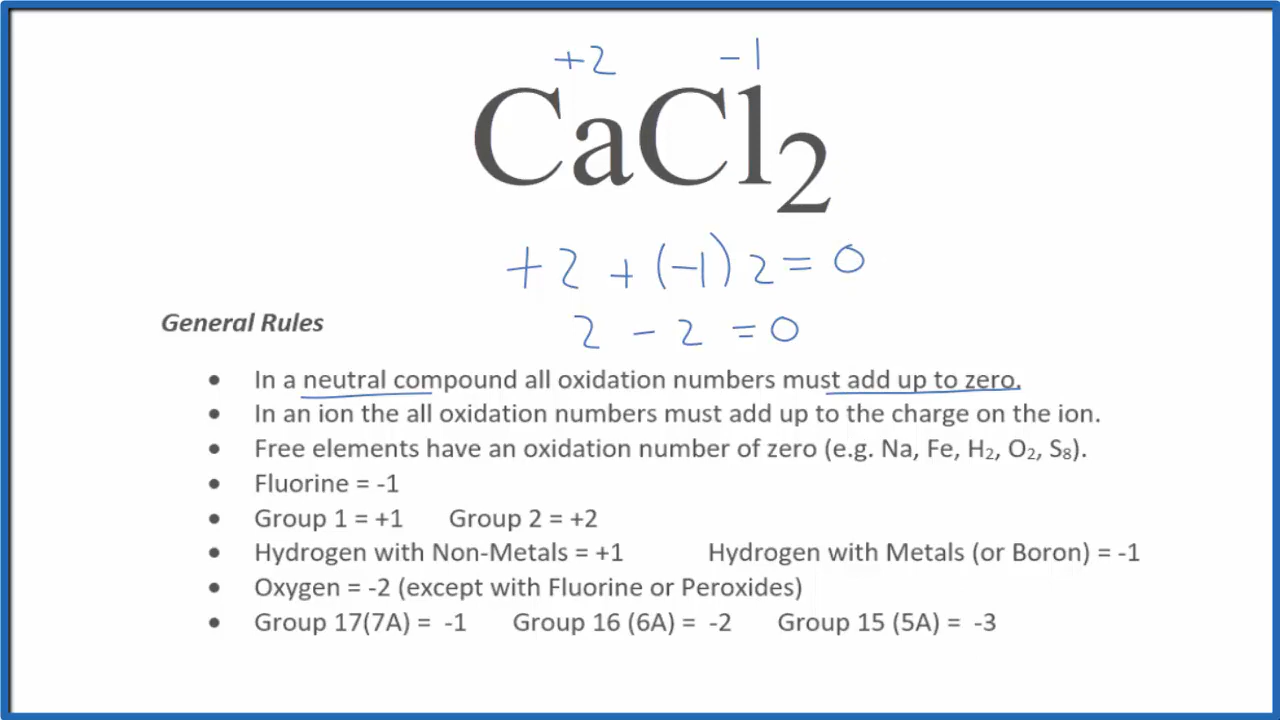 +2 -1
CaCl₂
+2 + (-1) 2 = 0
2 - 2 = 0
General Rules
• In a neutral compound all oxidation numbers must add up to zero.
• In an ion the all oxidation numbers must add up to the charge on the ion.
• Free elements have an oxidation number of zero (e.g. Na, Fe, H₂, O₂, S₈).
• Fluorine = -1
• Group 1 = +1 Group 2 = +2
• Hydrogen with Non-Metals = +1 Hydrogen with Metals (or Boron) = -1
• Oxygen = -2 (except with Fluorine or Peroxides)
• Group 17(7A) = -1 Group 16 (6A) = -2 Group 15 (5A) = -3